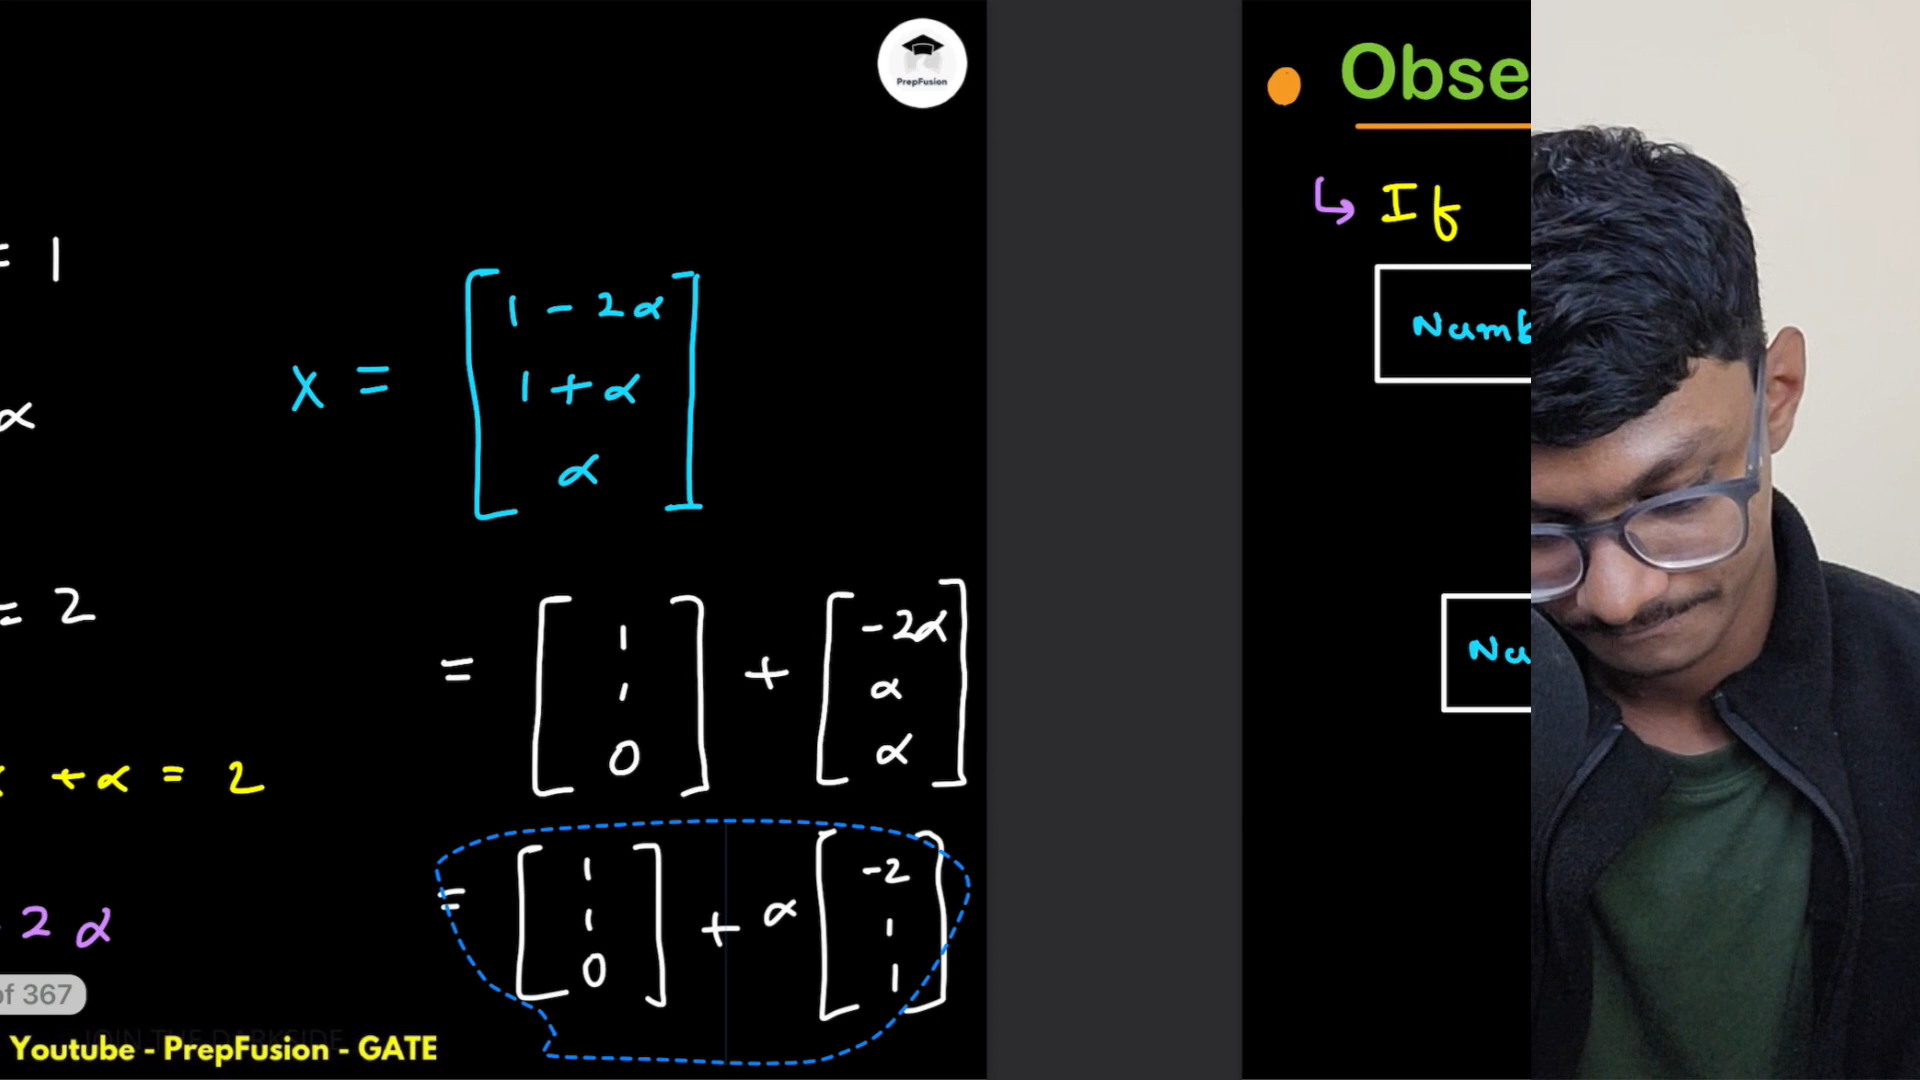 PrepFusion
= 1
α
= 2
+ α = 2
2 α
of 367
Youtube - PrepFusion - GATE
x = [ 1 - 2α
1 + α
α ]
= [ 1
1
0 ] + [ -2α
α
α ]
= [ 1
1
0 ] + α [ -2
1
1 ]
Obse
↳ If
Numb
Nu